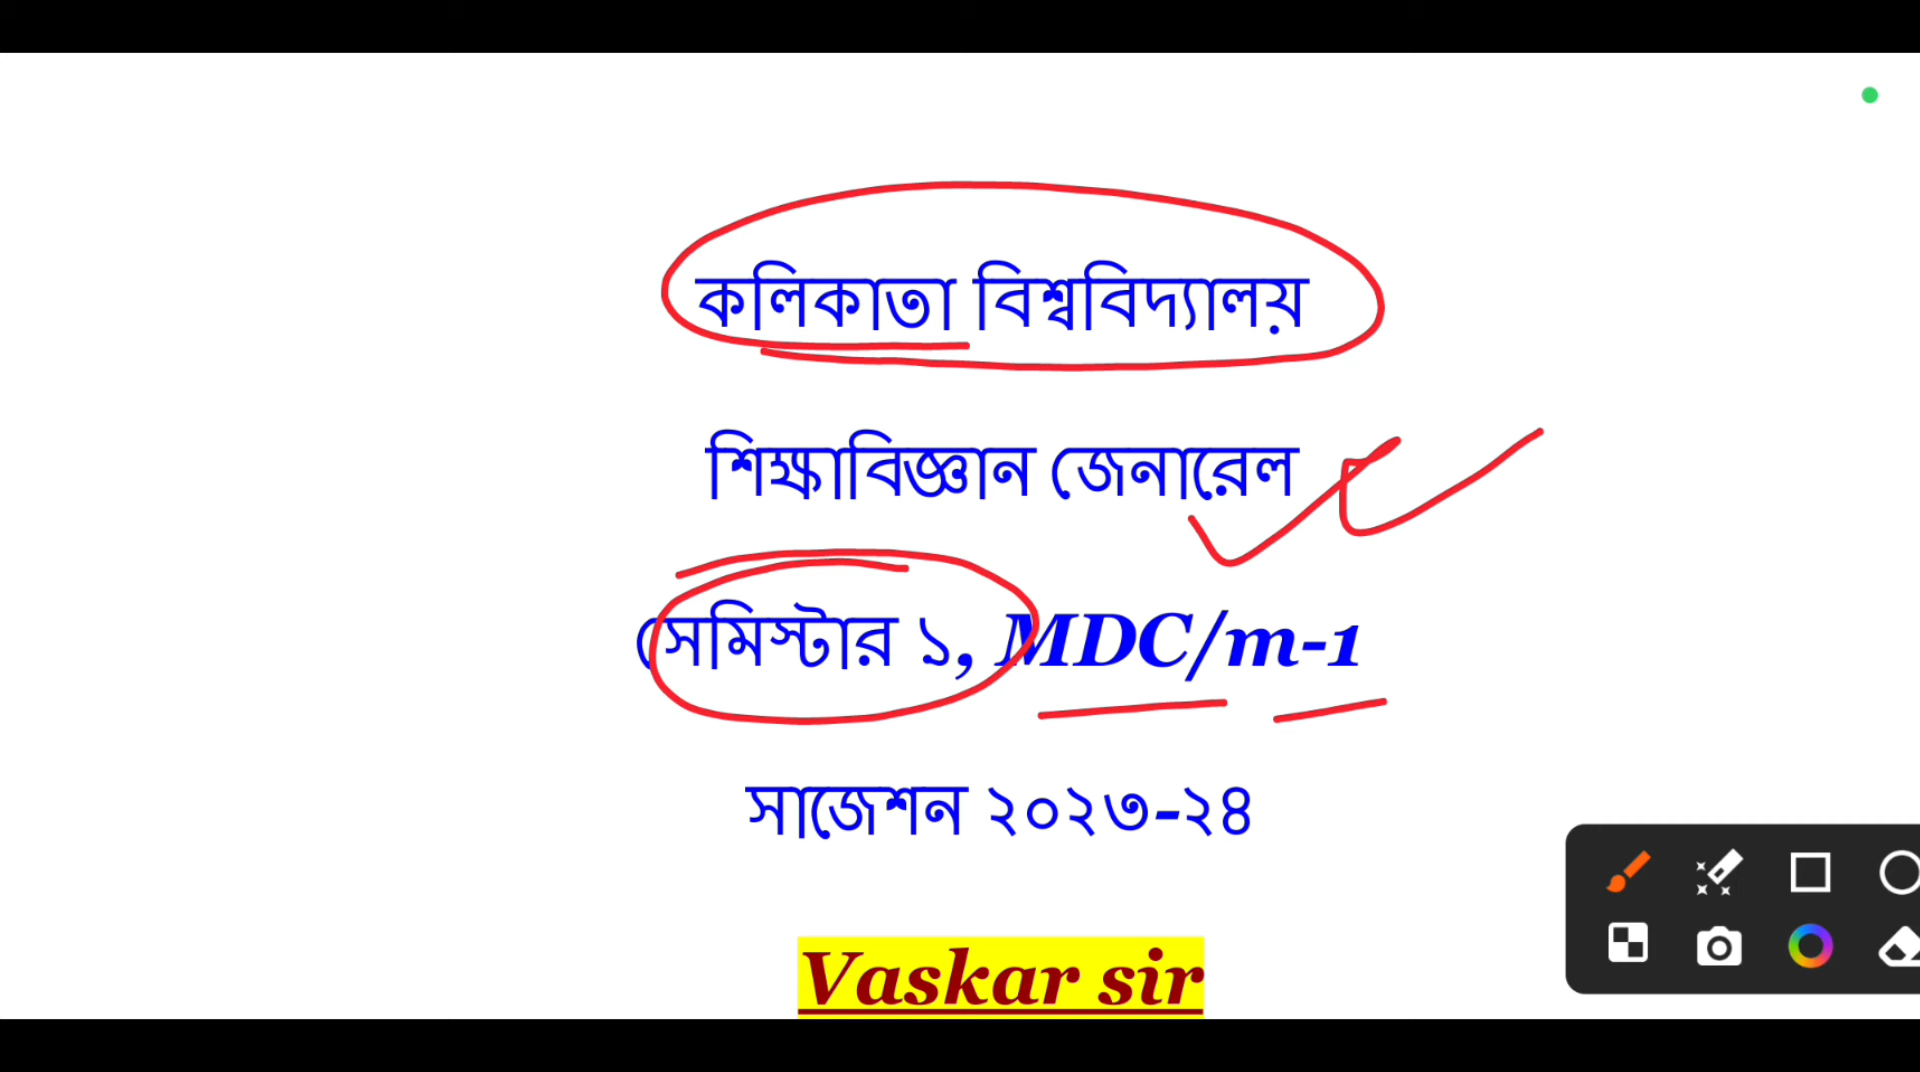 কলিকাতা বিশ্ববিদ্যালয়
শিক্ষাবিজ্ঞান জেনারেল
সেমিস্টার ১, MDC/m-1
সাজেশন ২০২৩-২৪
Vaskar sir